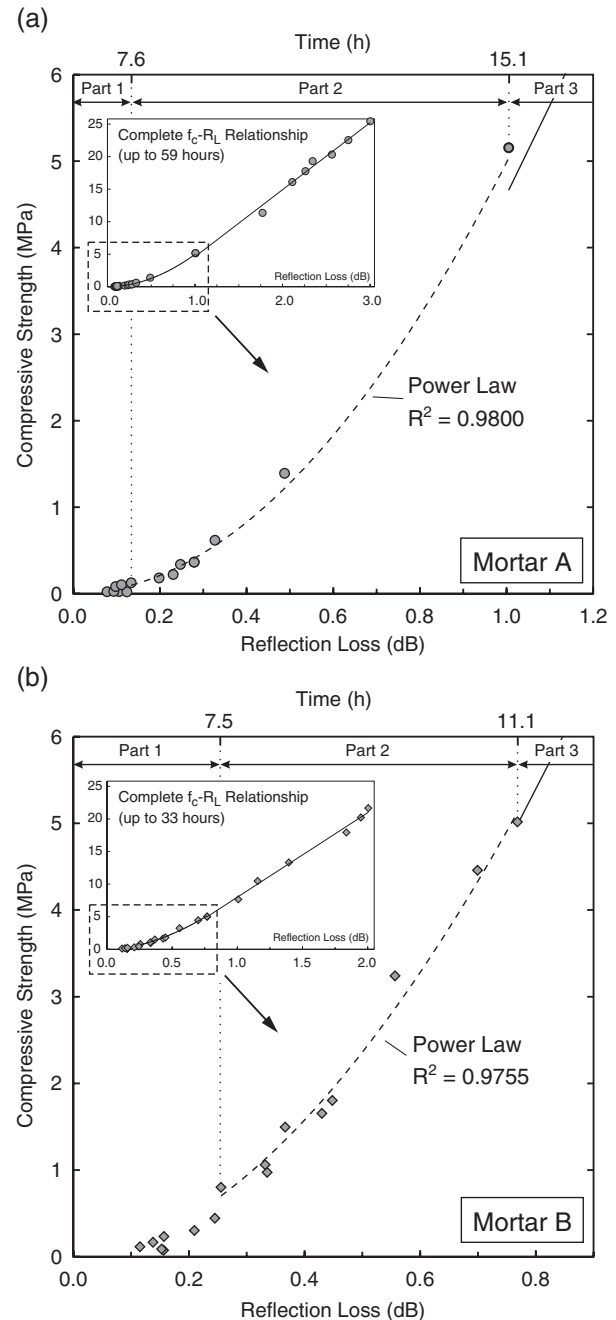 (a)
Time (h)
7.6 15.1
Part 1 Part 2 Part 3
6
5
4
3
2
1
0
Compressive Strength (MPa)
25
20
15
10
5
0
Complete fc-RL Relationship
(up to 59 hours)
Reflection Loss (dB)
0.0 1.0 2.0 3.0
Power Law
R² = 0.9800
Mortar A
0.0 0.2 0.4 0.6 0.8 1.0 1.2
Reflection Loss (dB)
(b)
Time (h)
7.5 11.1
Part 1 Part 2 Part 3
6
5
4
3
2
1
0
Compressive Strength (MPa)
25
20
15
10
5
0
Complete fc-RL Relationship
(up to 33 hours)
Reflection Loss (dB)
0.0 0.5 1.0 1.5 2.0
Power Law
R² = 0.9755
Mortar B
0.0 0.2 0.4 0.6 0.8
Reflection Loss (dB)